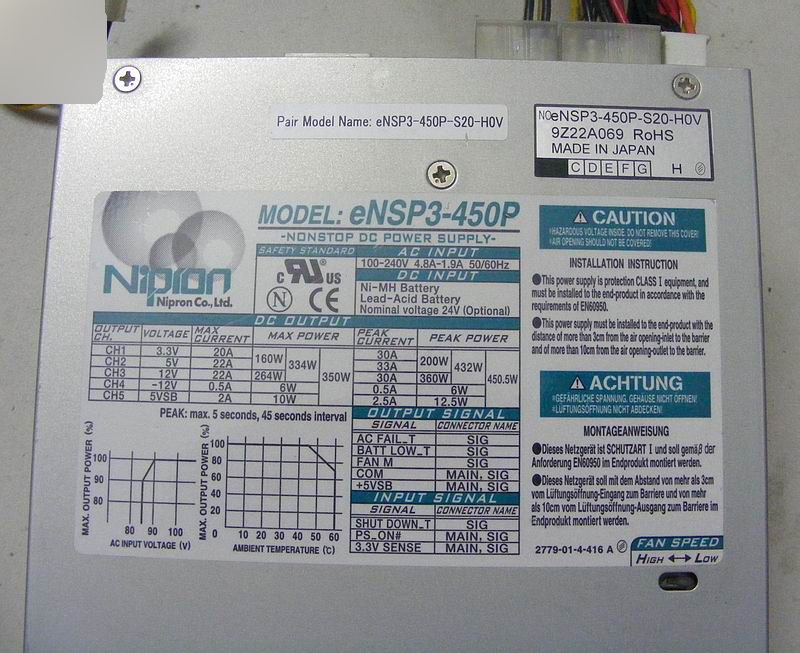 Pair Model Name: eNSP3-450P-S20-H0V
NO eNSP3-450P-S20-H0V
9Z22A069 RoHS
MADE IN JAPAN
C D E F G H
Nipron
Nipron Co., Ltd.
MODEL: eNSP3-450P
-NONSTOP DC POWER SUPPLY-
SAFETY STANDARD
c UL ® US
N CE
AC INPUT
100-240V 4.8A-1.9A 50/60Hz
DC INPUT
Ni-MH Battery
Lead-Acid Battery
Nominal voltage 24V (Optional)
DC OUTPUT
OUTPUT CH. VOLTAGE MAX CURRENT MAX POWER PEAK CURRENT PEAK POWER
CH1 3.3V 20A 160W 334W 350W 30A 200W 432W 450.5W
CH2 5V 22A 33A
CH3 12V 22A 264W 30A 360W
CH4 -12V 0.5A 6W 0.5A 6W
CH5 5VSB 2A 10W 2.5A 12.5W
PEAK: max. 5 seconds, 45 seconds interval
MAX. OUTPUT POWER (%)
100
90
80
80 90 100
AC INPUT VOLTAGE (V)
MAX. OUTPUT POWER (%)
100
80
60
40
20
0
10 20 30 40 50 60
AMBIENT TEMPERATURE (℃)
OUTPUT SIGNAL
SIGNAL CONNECTOR NAME
AC FAIL_T SIG
BATT LOW_T SIG
FAN M SIG
COM MAIN, SIG
+5VSB MAIN, SIG
INPUT SIGNAL
SIGNAL CONNECTOR NAME
SHUT DOWN_T SIG
PS_ON# MAIN, SIG
3.3V SENSE MAIN, SIG
⚠ CAUTION
※HAZARDOUS VOLTAGE INSIDE. DO NOT REMOVE THIS COVER!
※AIR OPENING SHOULD NOT BE COVERED!
INSTALLATION INSTRUCTION
●This power supply is protection CLASS I equipment, and
must be installed to the end-product in accordance with the
requirements of EN60950.
●This power supply must be installed to the end-product with the
distance of more than 3cm from the air opening-inlet to the barrier
and of more than 10cm from the air opening-outlet to the barrier.
⚠ ACHTUNG
※GEFÄHRLICHE SPANNUNG. GEHÄUSE NICHT ÖFFNEN!
※LUFTÖFFNUNGEN NICHT ABDECKEN!
MONTAGEANWEISUNG
●Dieses Netzgerät ist SCHUTZART I und soll gemäβ der
Anforderung EN60950 im Endprodukt montiert werden.
●Dieses Netzgerät soll mit dem Abstand von mehr als 3cm
vom Lüftungsöffnung-Eingang zum Barriere und von mehr
als 10cm vom Lüftungsöffnung-Ausgang zum Barriere im
Endprodukt montiert werden.
2779-01-4-416 A
FAN SPEED
HIGH ↔ LOW